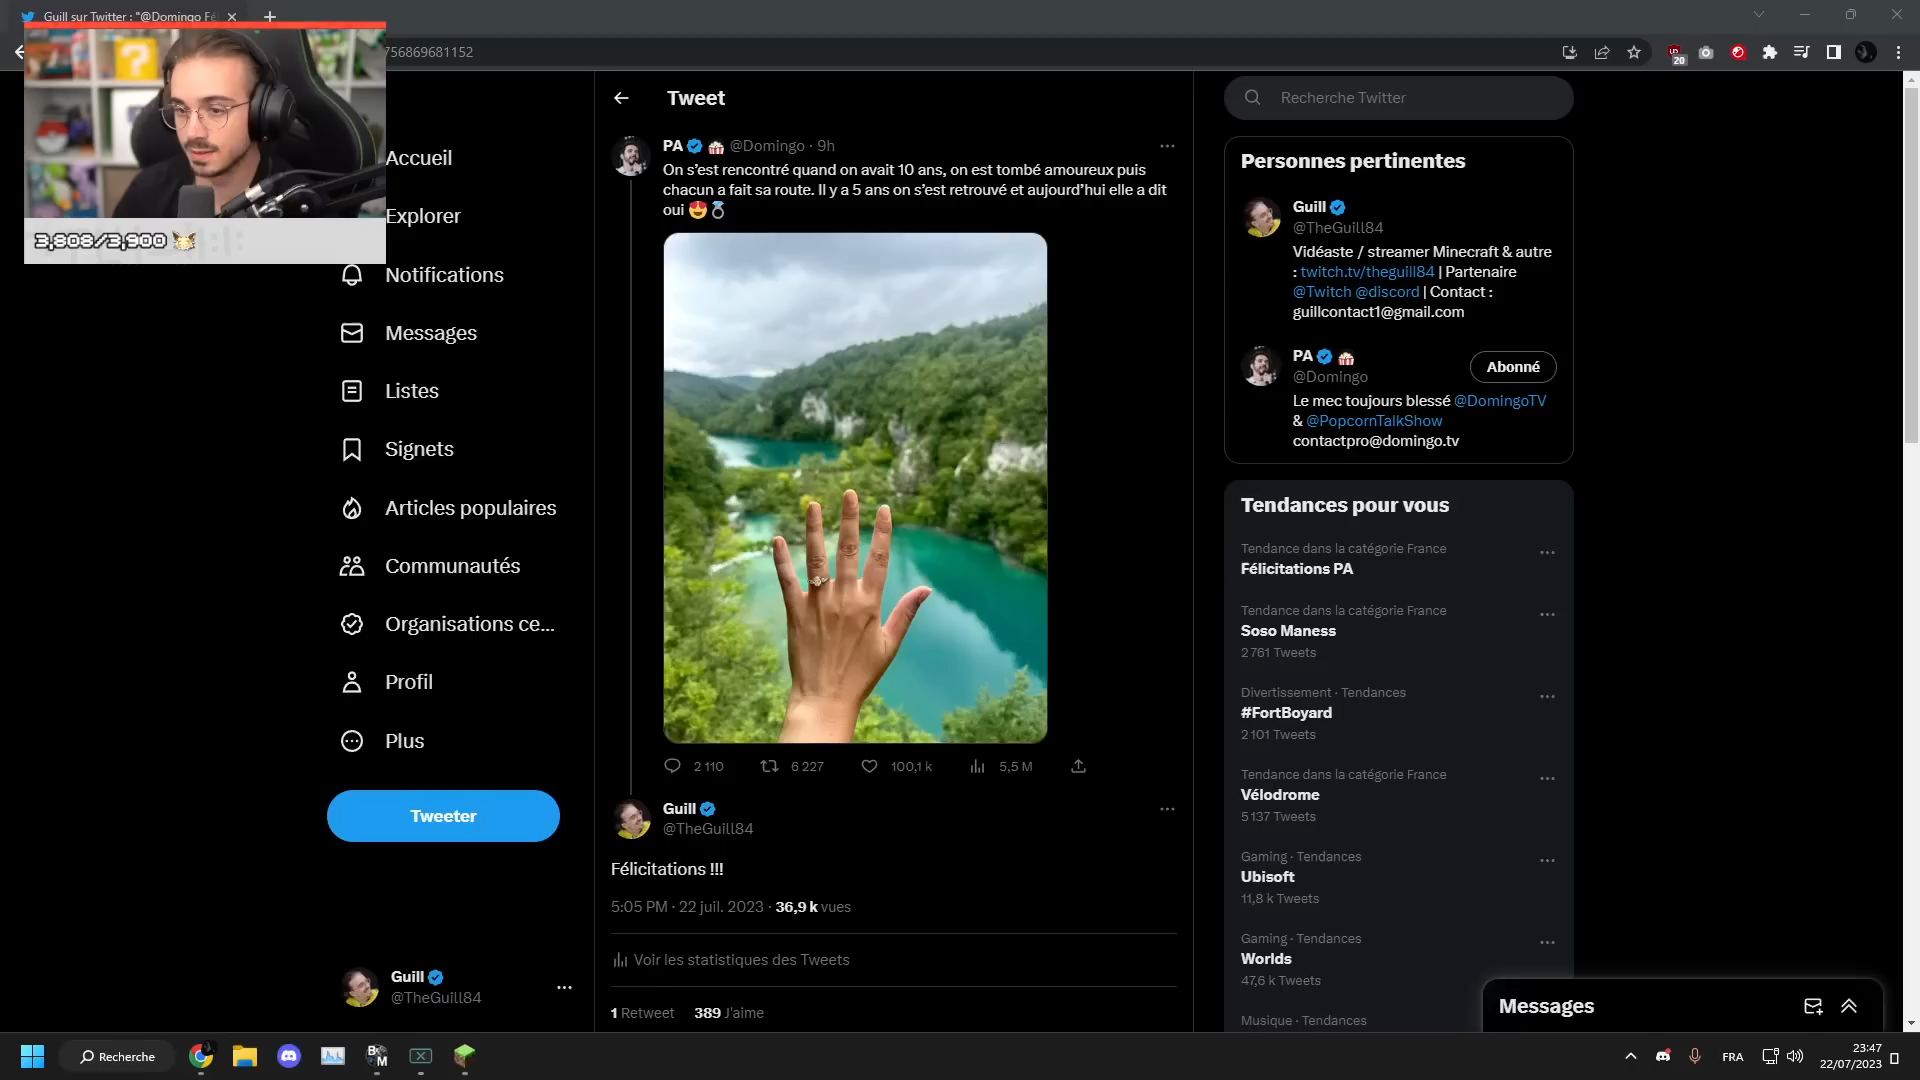 Guill sur Twitter : "@Domingo Fé
756869681152
20
3,808/3,900
Accueil
Explorer
Notifications
Messages
Listes
Signets
Articles populaires
Communautés
Organisations ce...
Profil
Plus
Tweeter
Guill
@TheGuill84
Tweet
PA @Domingo · 9h
On s’est rencontré quand on avait 10 ans, on est tombé amoureux puis
chacun a fait sa route. Il y a 5 ans on s’est retrouvé et aujourd’hui elle a dit
oui 😍💍
2 110
6 227
100,1 k
5,5 M
Guill
@TheGuill84
Félicitations !!!
5:05 PM · 22 juil. 2023 · 36,9 k vues
Voir les statistiques des Tweets
1 Retweet 389 J’aime
Recherche Twitter
Personnes pertinentes
Guill
@TheGuill84
Vidéaste / streamer Minecraft & autre
: twitch.tv/theguill84 | Partenaire
@Twitch @discord | Contact :
guillcontact1@gmail.com
PA
@Domingo
Abonné
Le mec toujours blessé @DomingoTV
& @PopcornTalkShow
contactpro@domingo.tv
Tendances pour vous
Tendance dans la catégorie France
Félicitations PA
Tendance dans la catégorie France
Soso Maness
2 761 Tweets
Divertissement · Tendances
#FortBoyard
2 101 Tweets
Tendance dans la catégorie France
Vélodrome
5 137 Tweets
Gaming · Tendances
Ubisoft
11,8 k Tweets
Gaming · Tendances
Worlds
47,6 k Tweets
Musique · Tendances
Messages
Recherche
FRA
23:47
22/07/2023